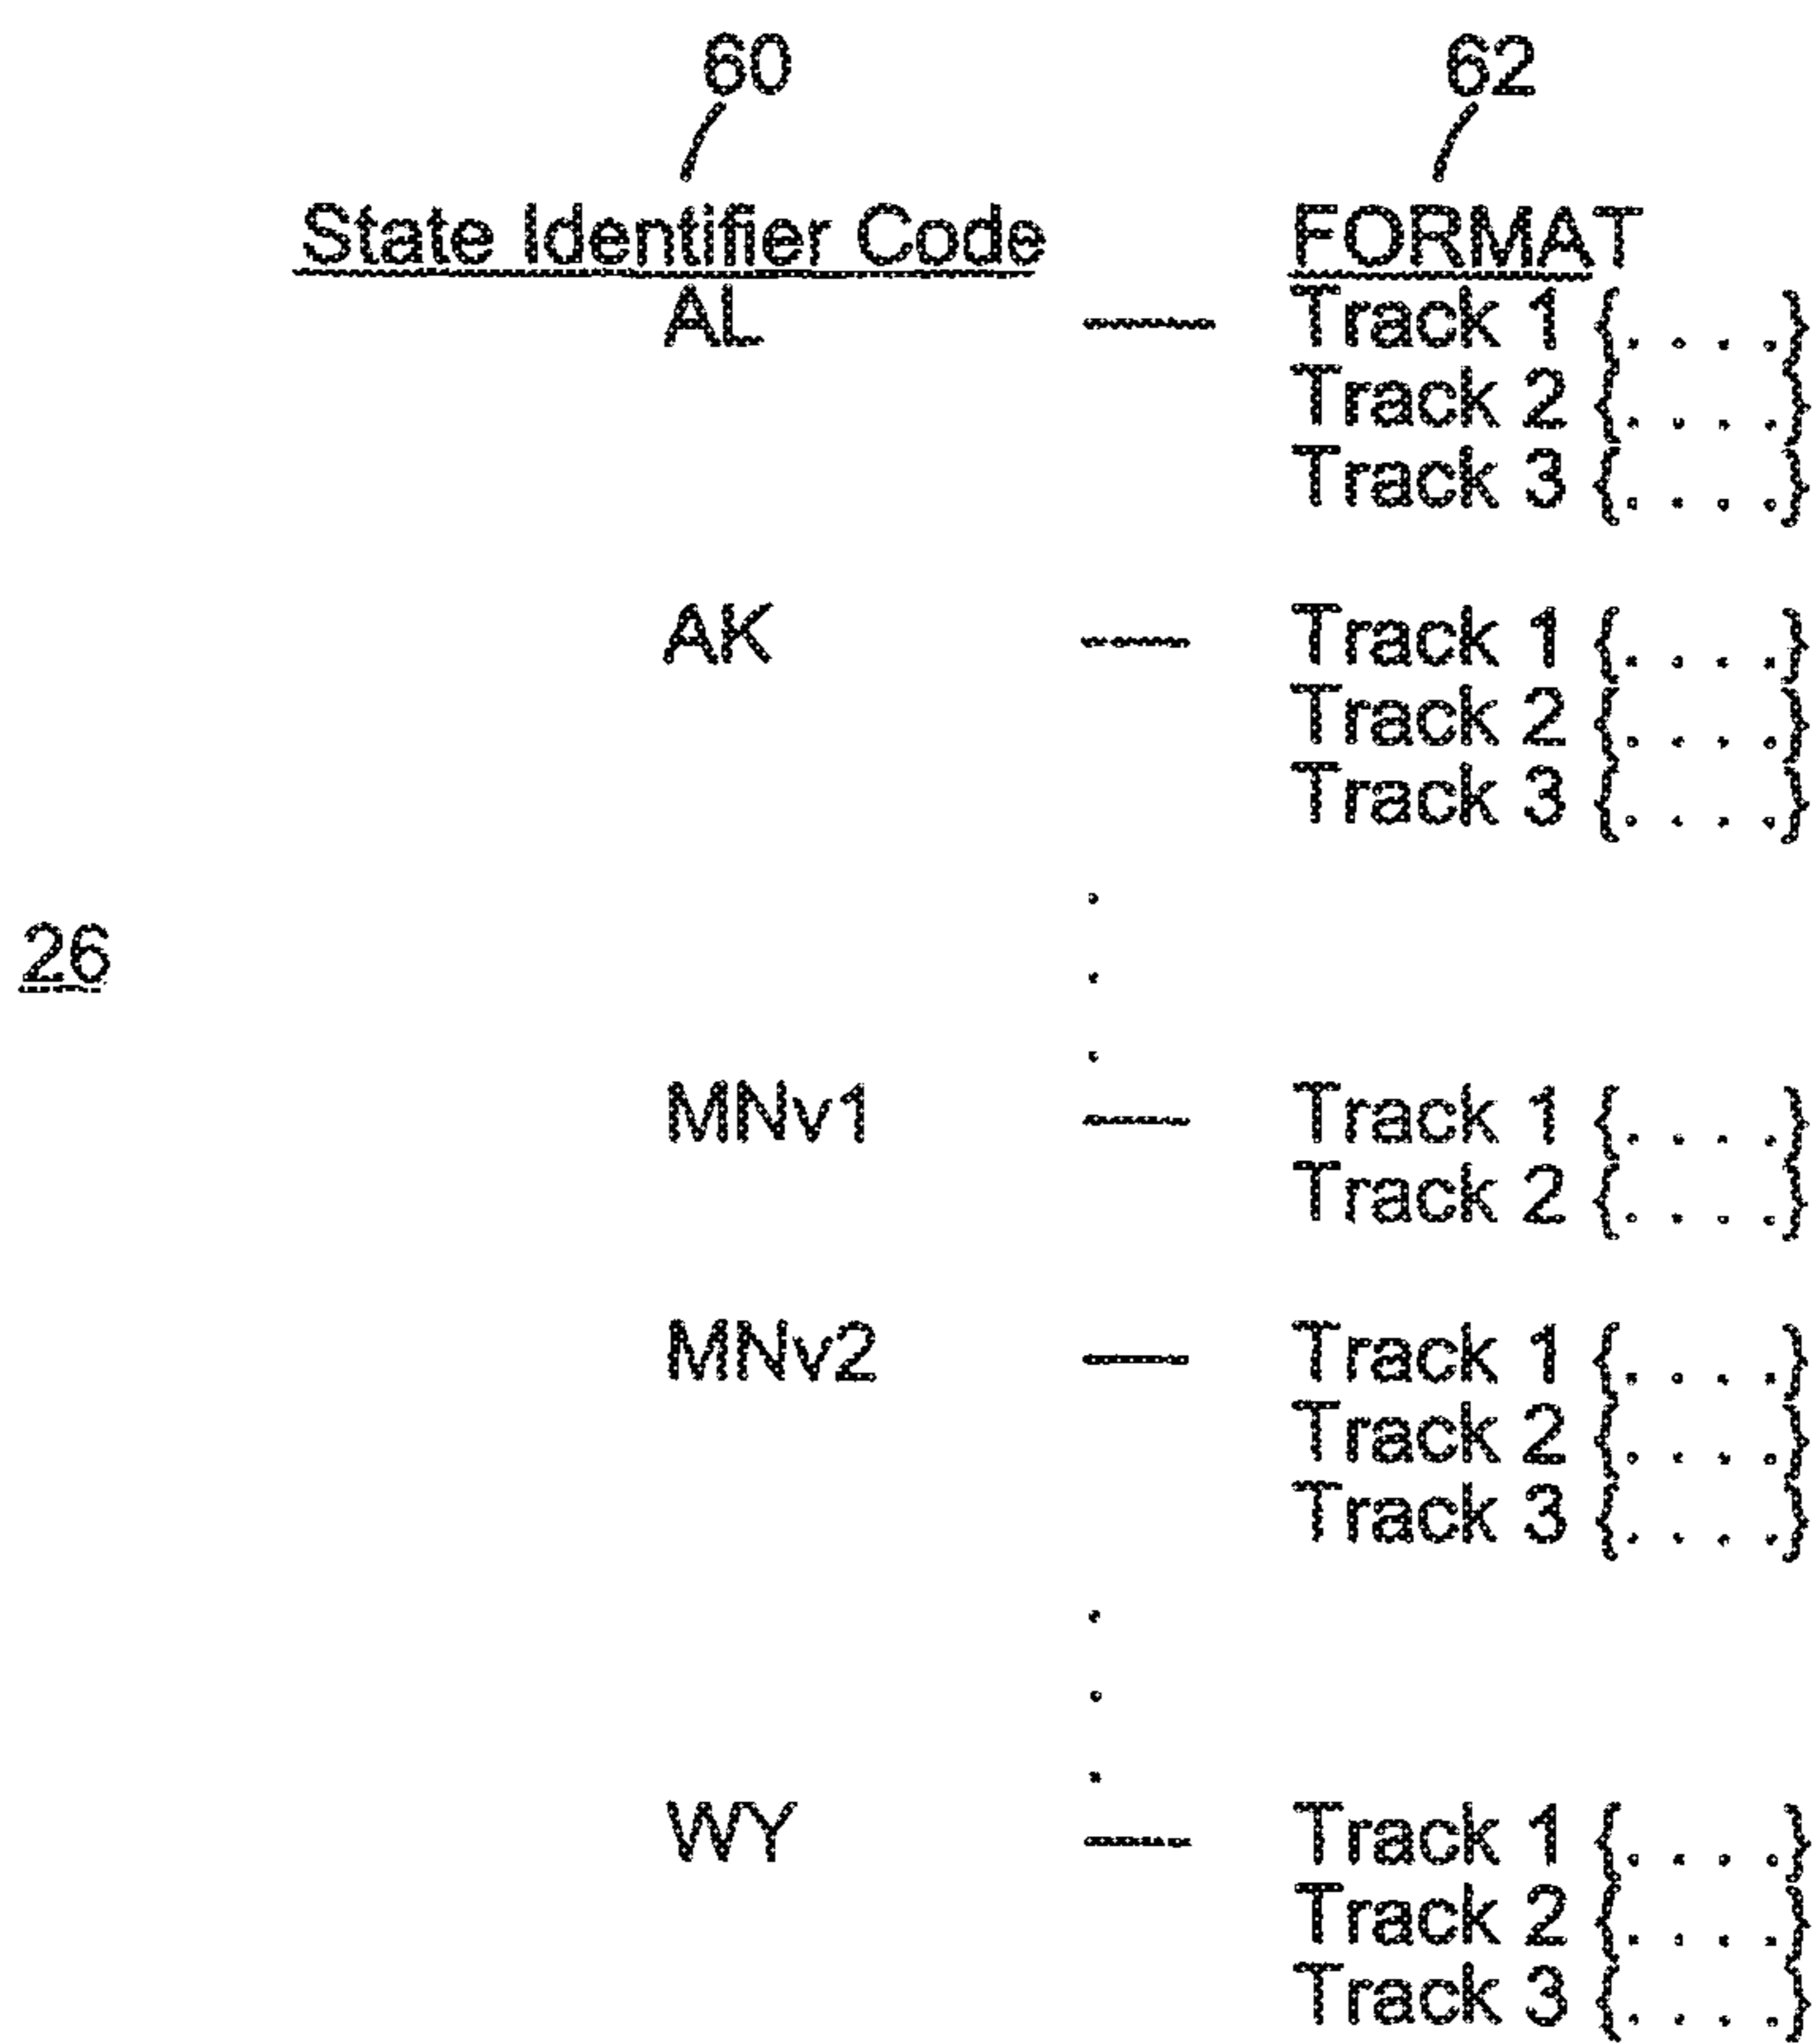 60 62
State Identifier Code FORMAT
AL — Track 1 {. . . .}
Track 2 {. . . .}
Track 3 {. . . .}
AK — Track 1 {. . . .}
Track 2 {. . . .}
Track 3 {. . . .}
.
26
.
.
MNv1 — Track 1 {. . . .}
Track 2 {. . . .}
MNv2 — Track 1 {. . . .}
Track 2 {. . . .}
Track 3 {. . . .}
.
.
.
WY — Track 1 {. . . .}
Track 2 {. . . .}
Track 3 {. . . .}